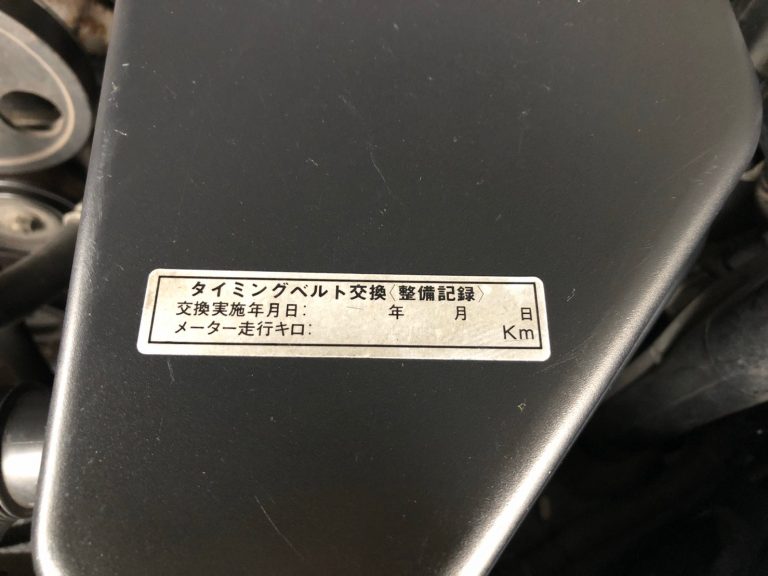 タイミングベルト交換〈整備記録〉
交換実施年月日: 年 月 日
メーター走行キロ: Km